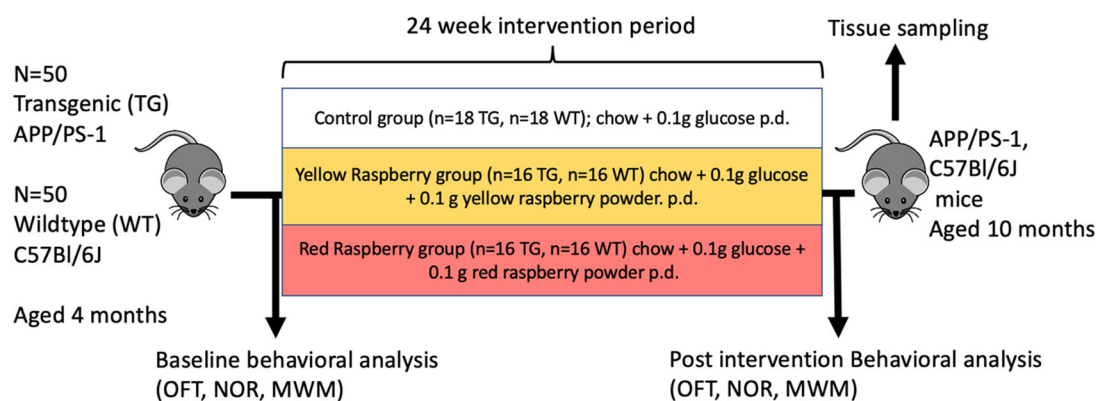 24 week intervention period
Tissue sampling
N=50
Transgenic (TG)
APP/PS-1
N=50
Wildtype (WT)
C57Bl/6J
Aged 4 months
Control group (n=18 TG, n=18 WT); chow + 0.1g glucose p.d.
Yellow Raspberry group (n=16 TG, n=16 WT) chow + 0.1g glucose
+ 0.1 g yellow raspberry powder. p.d.
Red Raspberry group (n=16 TG, n=16 WT) chow + 0.1g glucose +
0.1 g red raspberry powder p.d.
APP/PS-1,
C57Bl/6J
mice
Aged 10 months
Baseline behavioral analysis
(OFT, NOR, MWM)
Post intervention Behavioral analysis
(OFT, NOR, MWM)